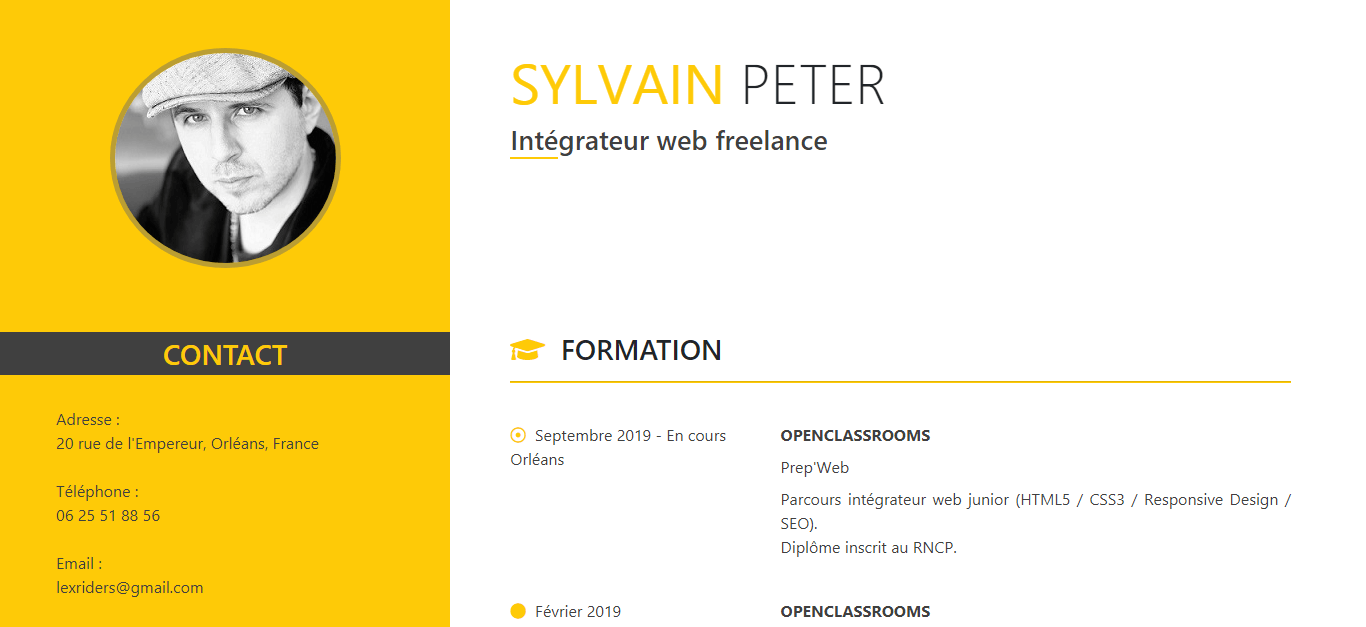 SYLVAIN PETER
Intégrateur web freelance
CONTACT
Adresse :
20 rue de l'Empereur, Orléans, France
Téléphone :
06 25 51 88 56
Email :
lexriders@gmail.com
FORMATION
Septembre 2019 - En cours
Orléans
OPENCLASSROOMS
Prep'Web
Parcours intégrateur web junior (HTML5 / CSS3 / Responsive Design /
SEO).
Diplôme inscrit au RNCP.
Février 2019
OPENCLASSROOMS